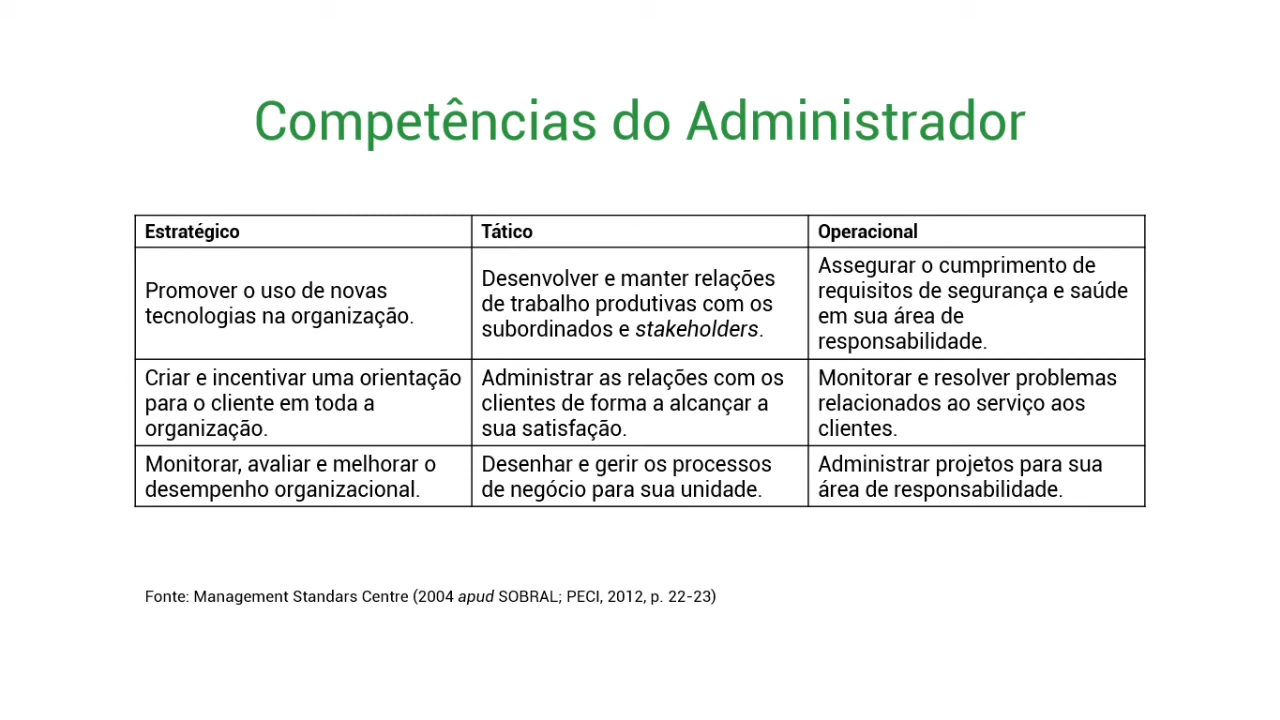 Competências do Administrador
Estratégico
Tático
Operacional
Promover o uso de novas
tecnologias na organização.
Desenvolver e manter relações
de trabalho produtivas com os
subordinados e stakeholders.
Assegurar o cumprimento de
requisitos de segurança e saúde
em sua área de
responsabilidade.
Criar e incentivar uma orientação
para o cliente em toda a
organização.
Administrar as relações com os
clientes de forma a alcançar a
sua satisfação.
Monitorar e resolver problemas
relacionados ao serviço aos
clientes.
Monitorar, avaliar e melhorar o
desempenho organizacional.
Desenhar e gerir os processos
de negócio para sua unidade.
Administrar projetos para sua
área de responsabilidade.
Fonte: Management Standars Centre (2004 apud SOBRAL; PECI, 2012, p. 22-23)